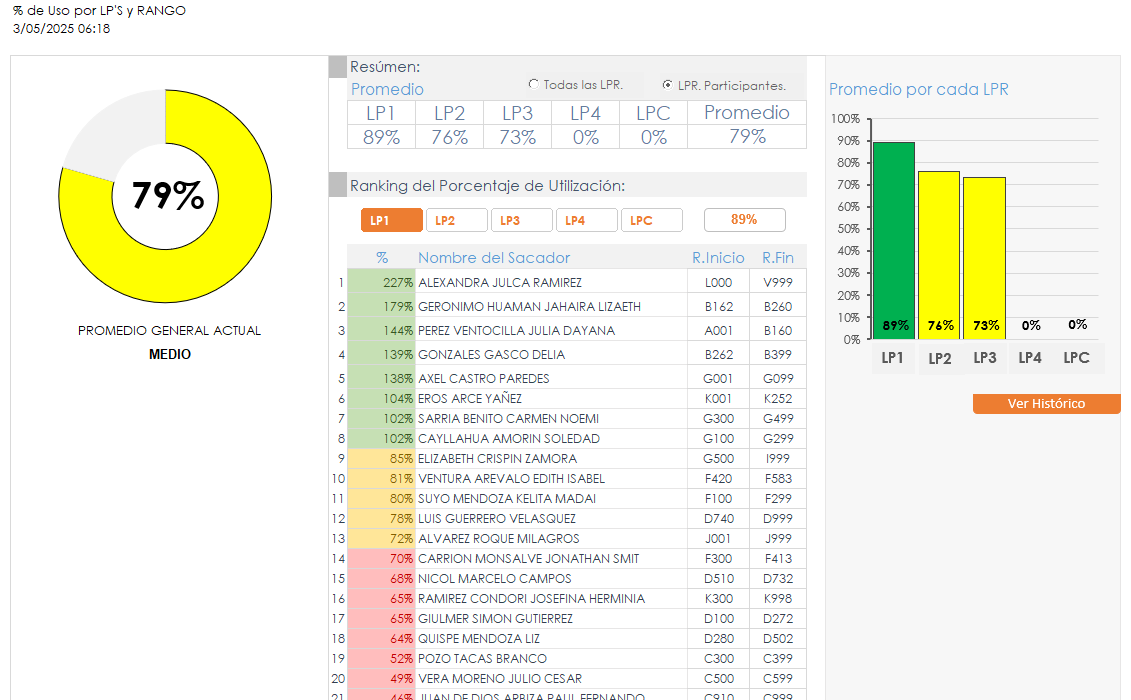 % de Uso por LP'S y RANGO
3/05/2025 06:18
79%
PROMEDIO GENERAL ACTUAL
MEDIO
Resúmen:
Promedio
Todas las LPR.
LPR. Participantes.
LP1 LP2 LP3 LP4 LPC Promedio
89% 76% 73% 0% 0% 79%
Ranking del Porcentaje de Utilización:
LP1 LP2 LP3 LP4 LPC 89%
% Nombre del Sacador R.Inicio R.Fin
1 227% ALEXANDRA JULCA RAMIREZ L000 V999
2 179% GERONIMO HUAMAN JAHAIRA LIZAETH B162 B260
3 144% PEREZ VENTOCILLA JULIA DAYANA A001 B160
4 139% GONZALES GASCO DELIA B262 B399
5 138% AXEL CASTRO PAREDES G001 G099
6 104% EROS ARCE YAÑEZ K001 K252
7 102% SARRIA BENITO CARMEN NOEMI G300 G499
8 102% CAYLLAHUA AMORIN SOLEDAD G100 G299
9 85% ELIZABETH CRISPIN ZAMORA G500 I999
10 81% VENTURA AREVALO EDITH ISABEL F420 F583
11 80% SUYO MENDOZA KELITA MADAI F100 F299
12 78% LUIS GUERRERO VELASQUEZ D740 D999
13 72% ALVAREZ ROQUE MILAGROS J001 J999
14 70% CARRION MONSALVE JONATHAN SMIT F300 F413
15 68% NICOL MARCELO CAMPOS D510 D732
16 65% RAMIREZ CONDORI JOSEFINA HERMINIA K300 K998
17 65% GIULMER SIMON GUTIERREZ D100 D272
18 64% QUISPE MENDOZA LIZ D280 D502
19 52% POZO TACAS BRANCO C300 C399
20 49% VERA MORENO JULIO CESAR C500 C599
21 46% JUAN DE DIOS ARBIZA PAUL FERNANDO C910 C999
Promedio por cada LPR
100%
90%
80%
70%
60%
50%
40%
30%
20%
10%
0%
89% 76% 73% 0% 0%
LP1 LP2 LP3 LP4 LPC
Ver Histórico